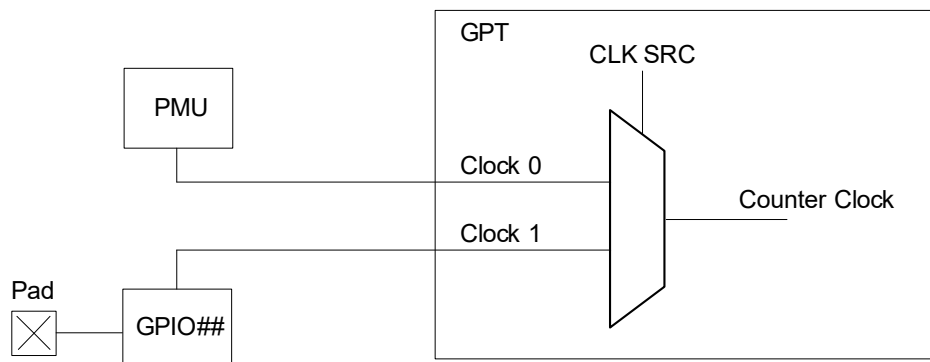 GPT
CLK SRC
PMU
Clock 0
Counter Clock
Clock 1
Pad
GPIO##